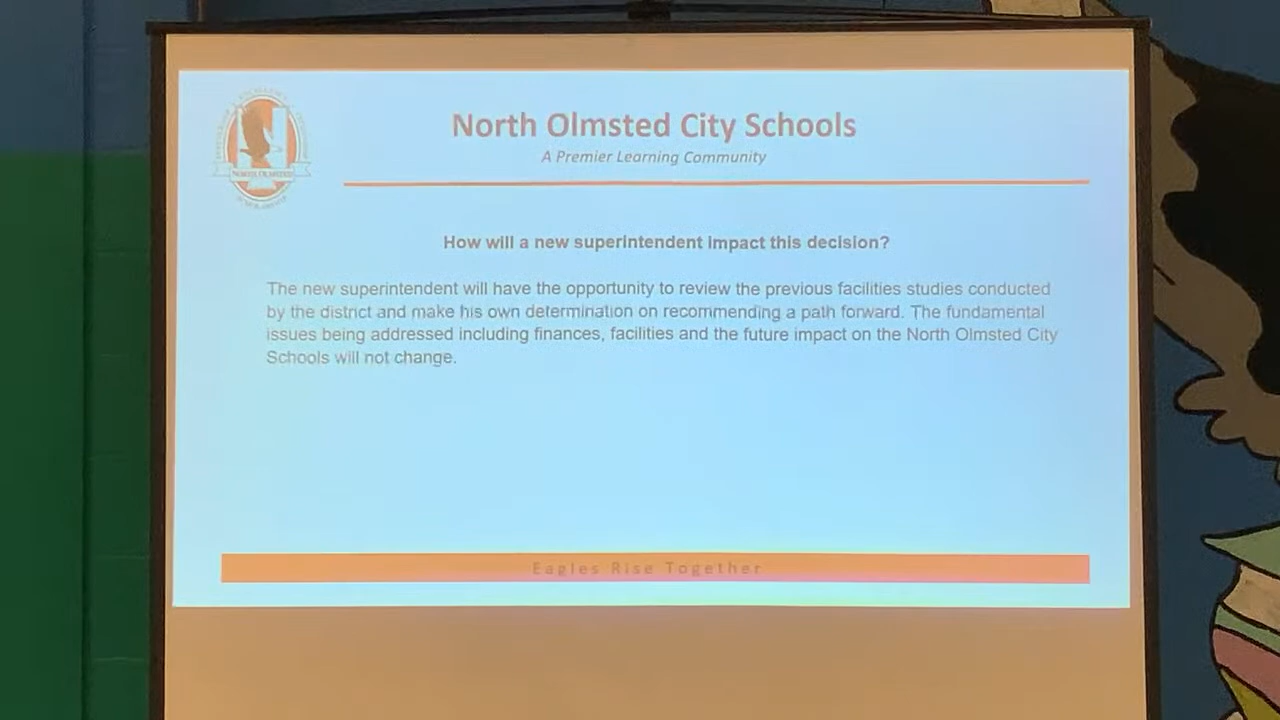 North Olmsted City Schools
A Premier Learning Community
NORTH OLMSTED
How will a new superintendent impact this decision?
The new superintendent will have the opportunity to review the previous facilities studies conducted
by the district and make his own determination on recommending a path forward. The fundamental
issues being addressed including finances, facilities and the future impact on the North Olmsted City
Schools will not change.
Eagles Rise Together